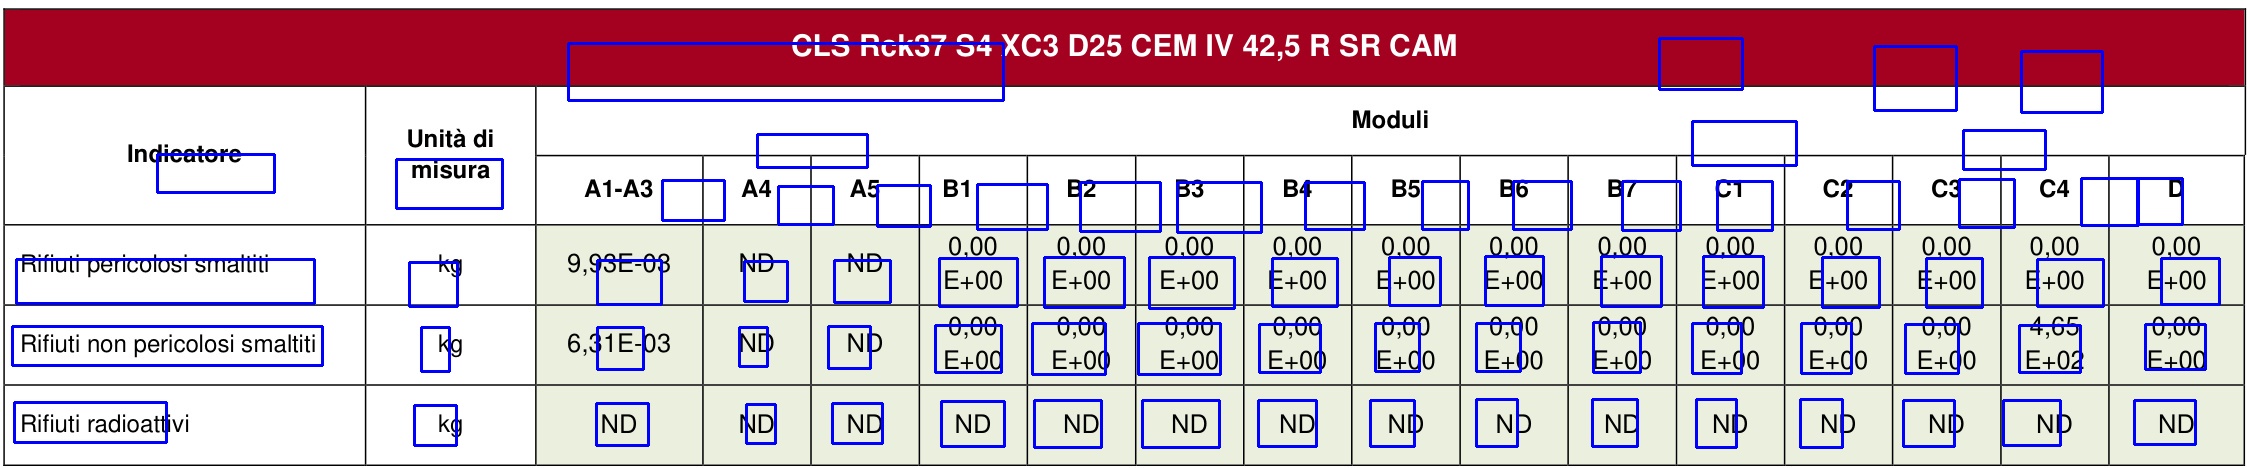 CLS Rck37 S4 XC3 D25 CEM IV 42,5 R SR CAM
Indicatore
Unità di
misura
Moduli
A1-A3 A4 A5 B1 B2 B3 B4 B5 B6 B7 C1 C2 C3 C4 D
Rifiuti pericolosi smaltiti kg 9,93E-03 ND ND 0,00 0,00 0,00 0,00 0,00 0,00 0,00 0,00 0,00 0,00 0,00 0,00
E+00 E+00 E+00 E+00 E+00 E+00 E+00 E+00 E+00 E+00 E+00 E+00
Rifiuti non pericolosi smaltiti kg 6,31E-03 ND ND 0,00 0,00 0,00 0,00 0,00 0,00 0,00 0,00 0,00 0,00 4,65 0,00
E+00 E+00 E+00 E+00 E+00 E+00 E+00 E+00 E+00 E+00 E+02 E+00
Rifiuti radioattivi kg ND ND ND ND ND ND ND ND ND ND ND ND ND ND ND